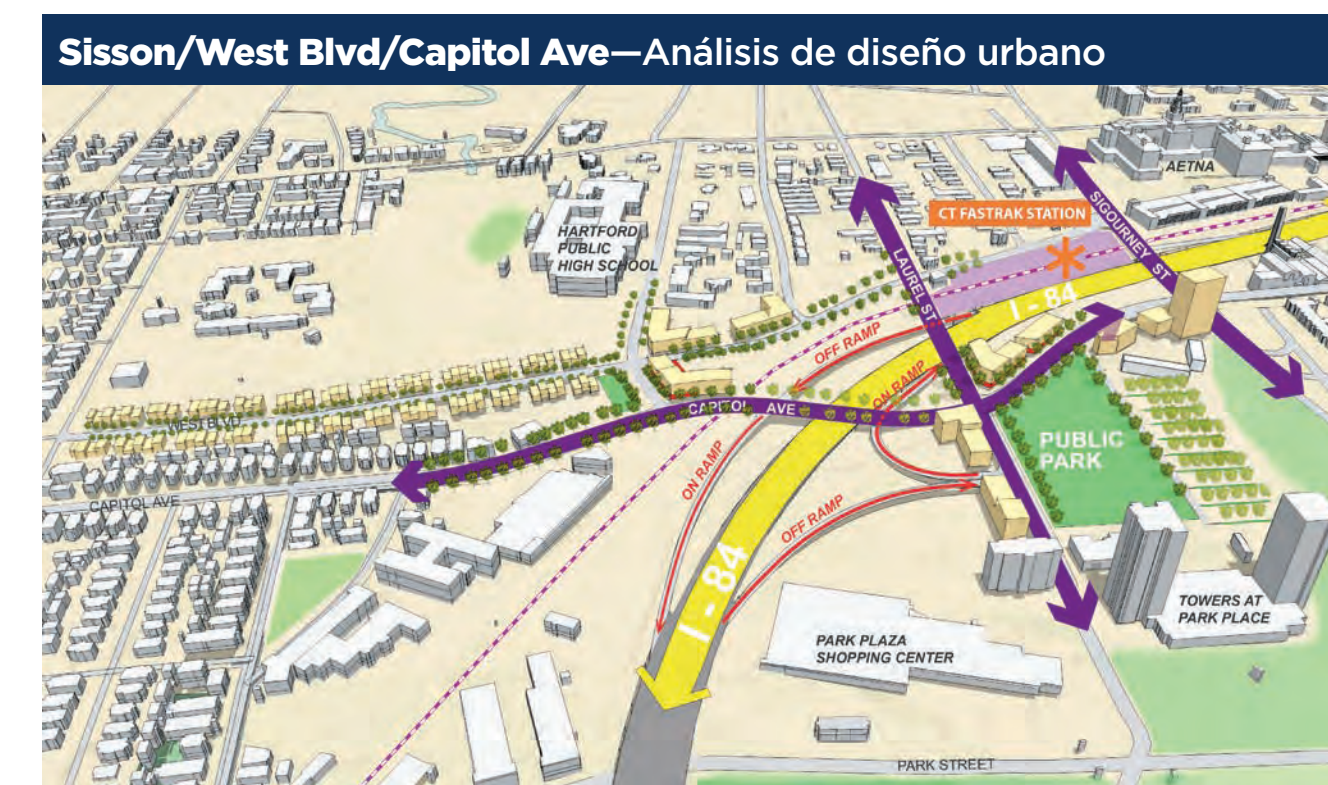 Sisson/West Blvd/Capitol Ave—Análisis de diseño urbano
AETNA
SIGOURNEY ST
CT FASTRAK STATION
HARTFORD
PUBLIC
HIGH SCHOOL
LAUREL ST
I - 84
OFF RAMP
ON RAMP
CAPITOL AVE
WEST BLVD
PUBLIC
PARK
ON RAMP
CAPITOL AVE
OFF RAMP
I - 84
TOWERS AT
PARK PLACE
PARK PLAZA
SHOPPING CENTER
PARK STREET